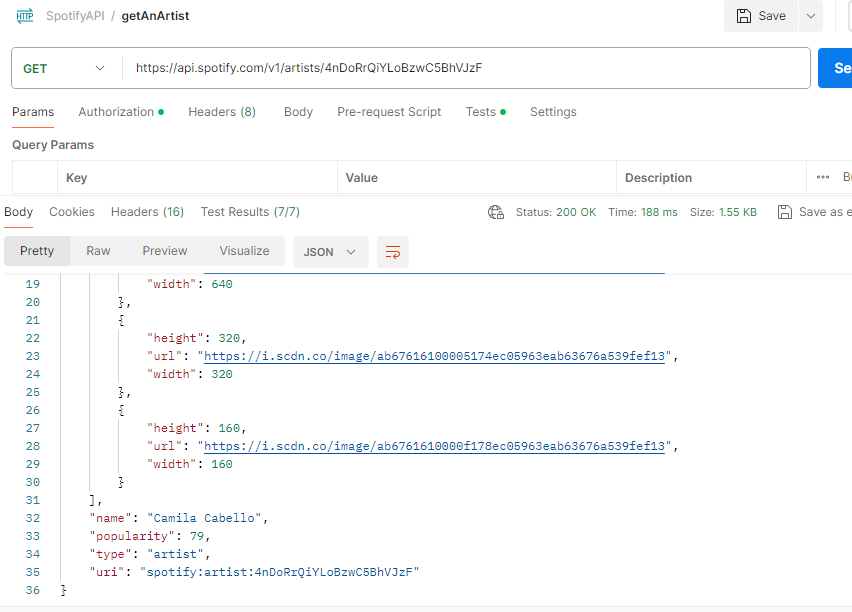 HTTP SpotifyAPI / getAnArtist Save
GET https://api.spotify.com/v1/artists/4nDoRrQiYLoBzwC5BhVJzF Se
Params Authorization Headers (8) Body Pre-request Script Tests Settings
Query Params
Key Value Description ••• B
Body Cookies Headers (16) Test Results (7/7) Status: 200 OK Time: 188 ms Size: 1.55 KB Save as e
Pretty Raw Preview Visualize JSON
19 "width": 640
20 },
21 {
22 "height": 320,
23 "url": "https://i.scdn.co/image/ab67616100005174ec05963eab63676a539fef13",
24 "width": 320
25 },
26 {
27 "height": 160,
28 "url": "https://i.scdn.co/image/ab6761610000f178ec05963eab63676a539fef13",
29 "width": 160
30 }
31 ],
32 "name": "Camila Cabello",
33 "popularity": 79,
34 "type": "artist",
35 "uri": "spotify:artist:4nDoRrQiYLoBzwC5BhVJzF"
36 }